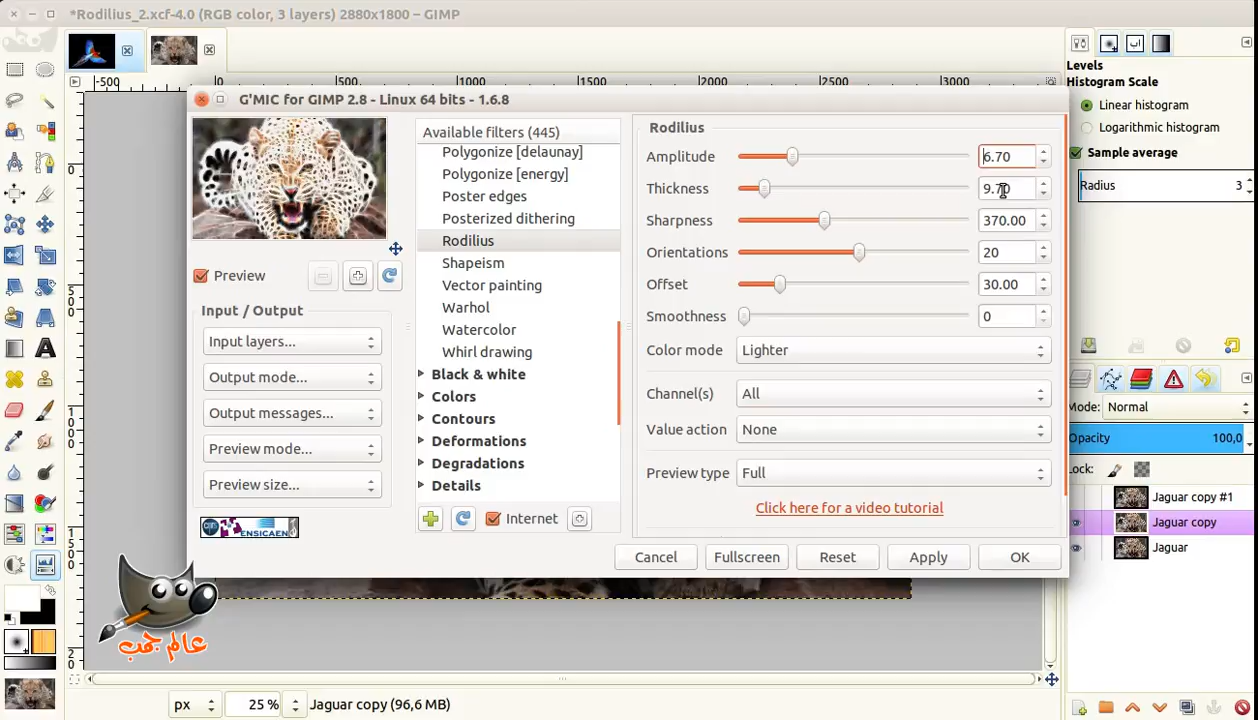 *Rodilius_2.xcf-4.0 (RGB color, 3 layers) 2880x1800 – GIMP
-500
0
500
1000
1500
2000
2500
3000
G'MIC for GIMP 2.8 - Linux 64 bits - 1.6.8
Preview
Input / Output
Input layers...
Output mode...
Output messages...
Preview mode...
Preview size...
ENSICAEN
Available filters (445)
Polygonize [delaunay]
Polygonize [energy]
Poster edges
Posterized dithering
Rodilius
Shapeism
Vector painting
Warhol
Watercolor
Whirl drawing
Black & white
Colors
Contours
Deformations
Degradations
Details
Internet
Rodilius
Amplitude 6.70
Thickness 9.70
Sharpness 370.00
Orientations 20
Offset 30.00
Smoothness 0
Color mode Lighter
Channel(s) All
Value action None
Preview type Full
Click here for a video tutorial
Cancel Fullscreen Reset Apply OK
Levels
Histogram Scale
Linear histogram
Logarithmic histogram
Sample average
Radius 3
Mode: Normal
Opacity 100,0
Lock:
Jaguar copy #1
Jaguar copy
Jaguar
عالم جمب
px 25 % Jaguar copy (96,6 MB)